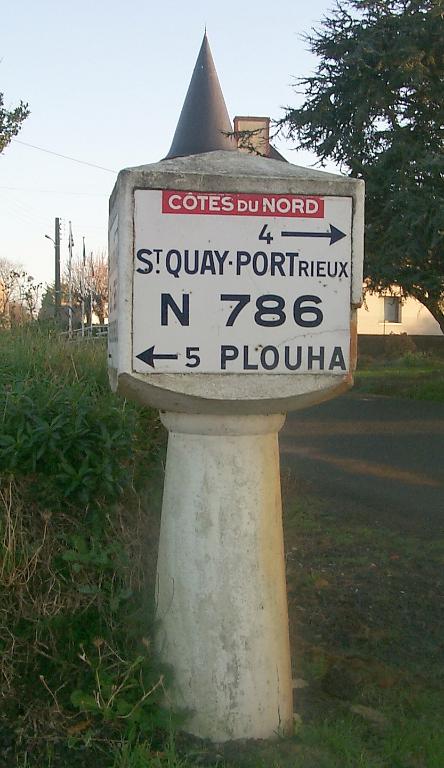 CÔTES DU NORD
4 →
ST QUAY·PORTRIEUX
N 786
← 5 PLOUHA